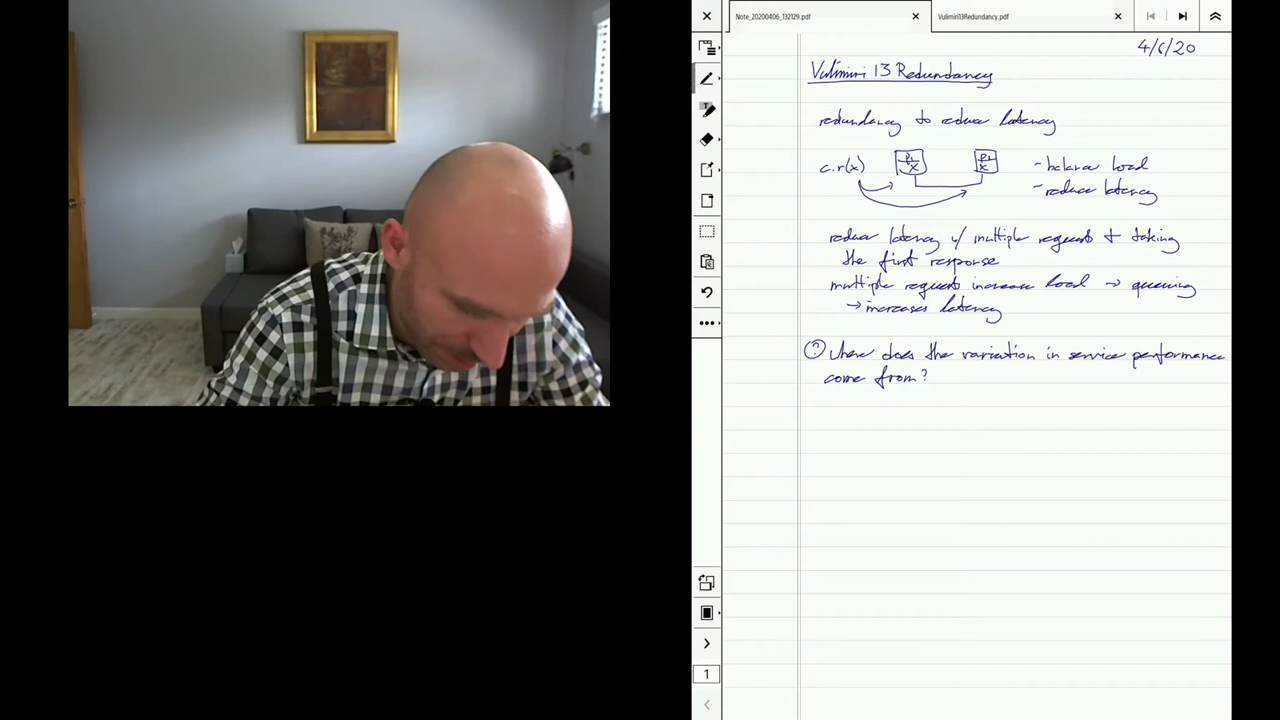 Note_20200406_132129.pdf
Vulimiri13Redundancy.pdf
4/6/20
Vulimiri 13 Redundancy
redundancy to reduce latency
c.r(x) P1 X P2 X - balance load
- reduce latency
reduce latency w/ multiple requests + taking
the first response
multiple requests increase load → queuing
→ increases latency
? where does the variation in service performance
come from?
1